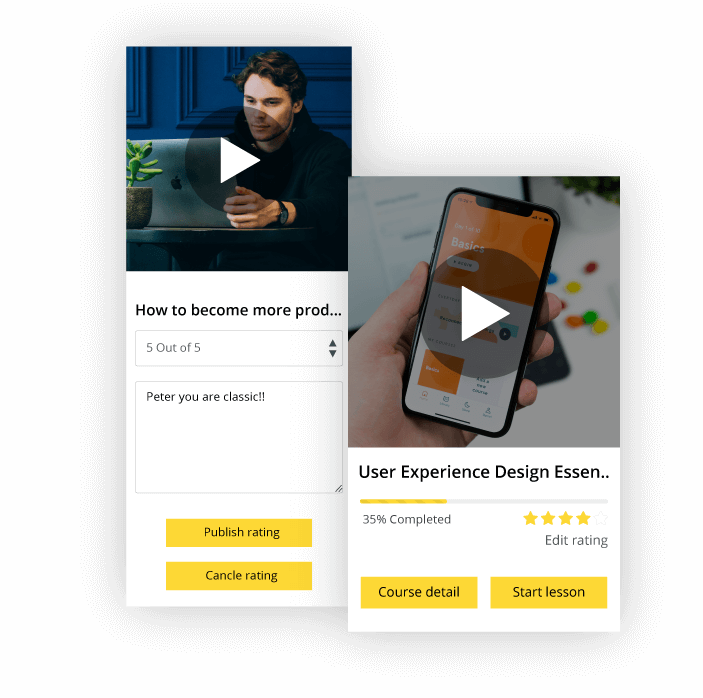 How to become more prod...
5 Out of 5
Peter you are classic!!
Publish rating
Cancle rating
Basics
Basics
User Experience Design Essen..
35% Completed
Edit rating
Course detail
Start lesson